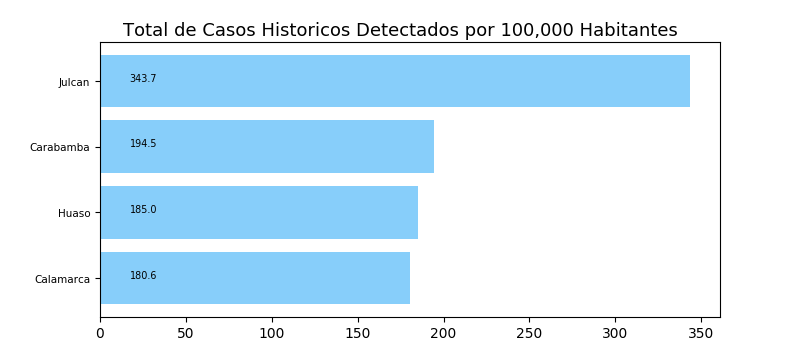 Total de Casos Historicos Detectados por 100,000 Habitantes
Julcan 343.7
Carabamba 194.5
Huaso 185.0
Calamarca 180.6
0 50 100 150 200 250 300 350